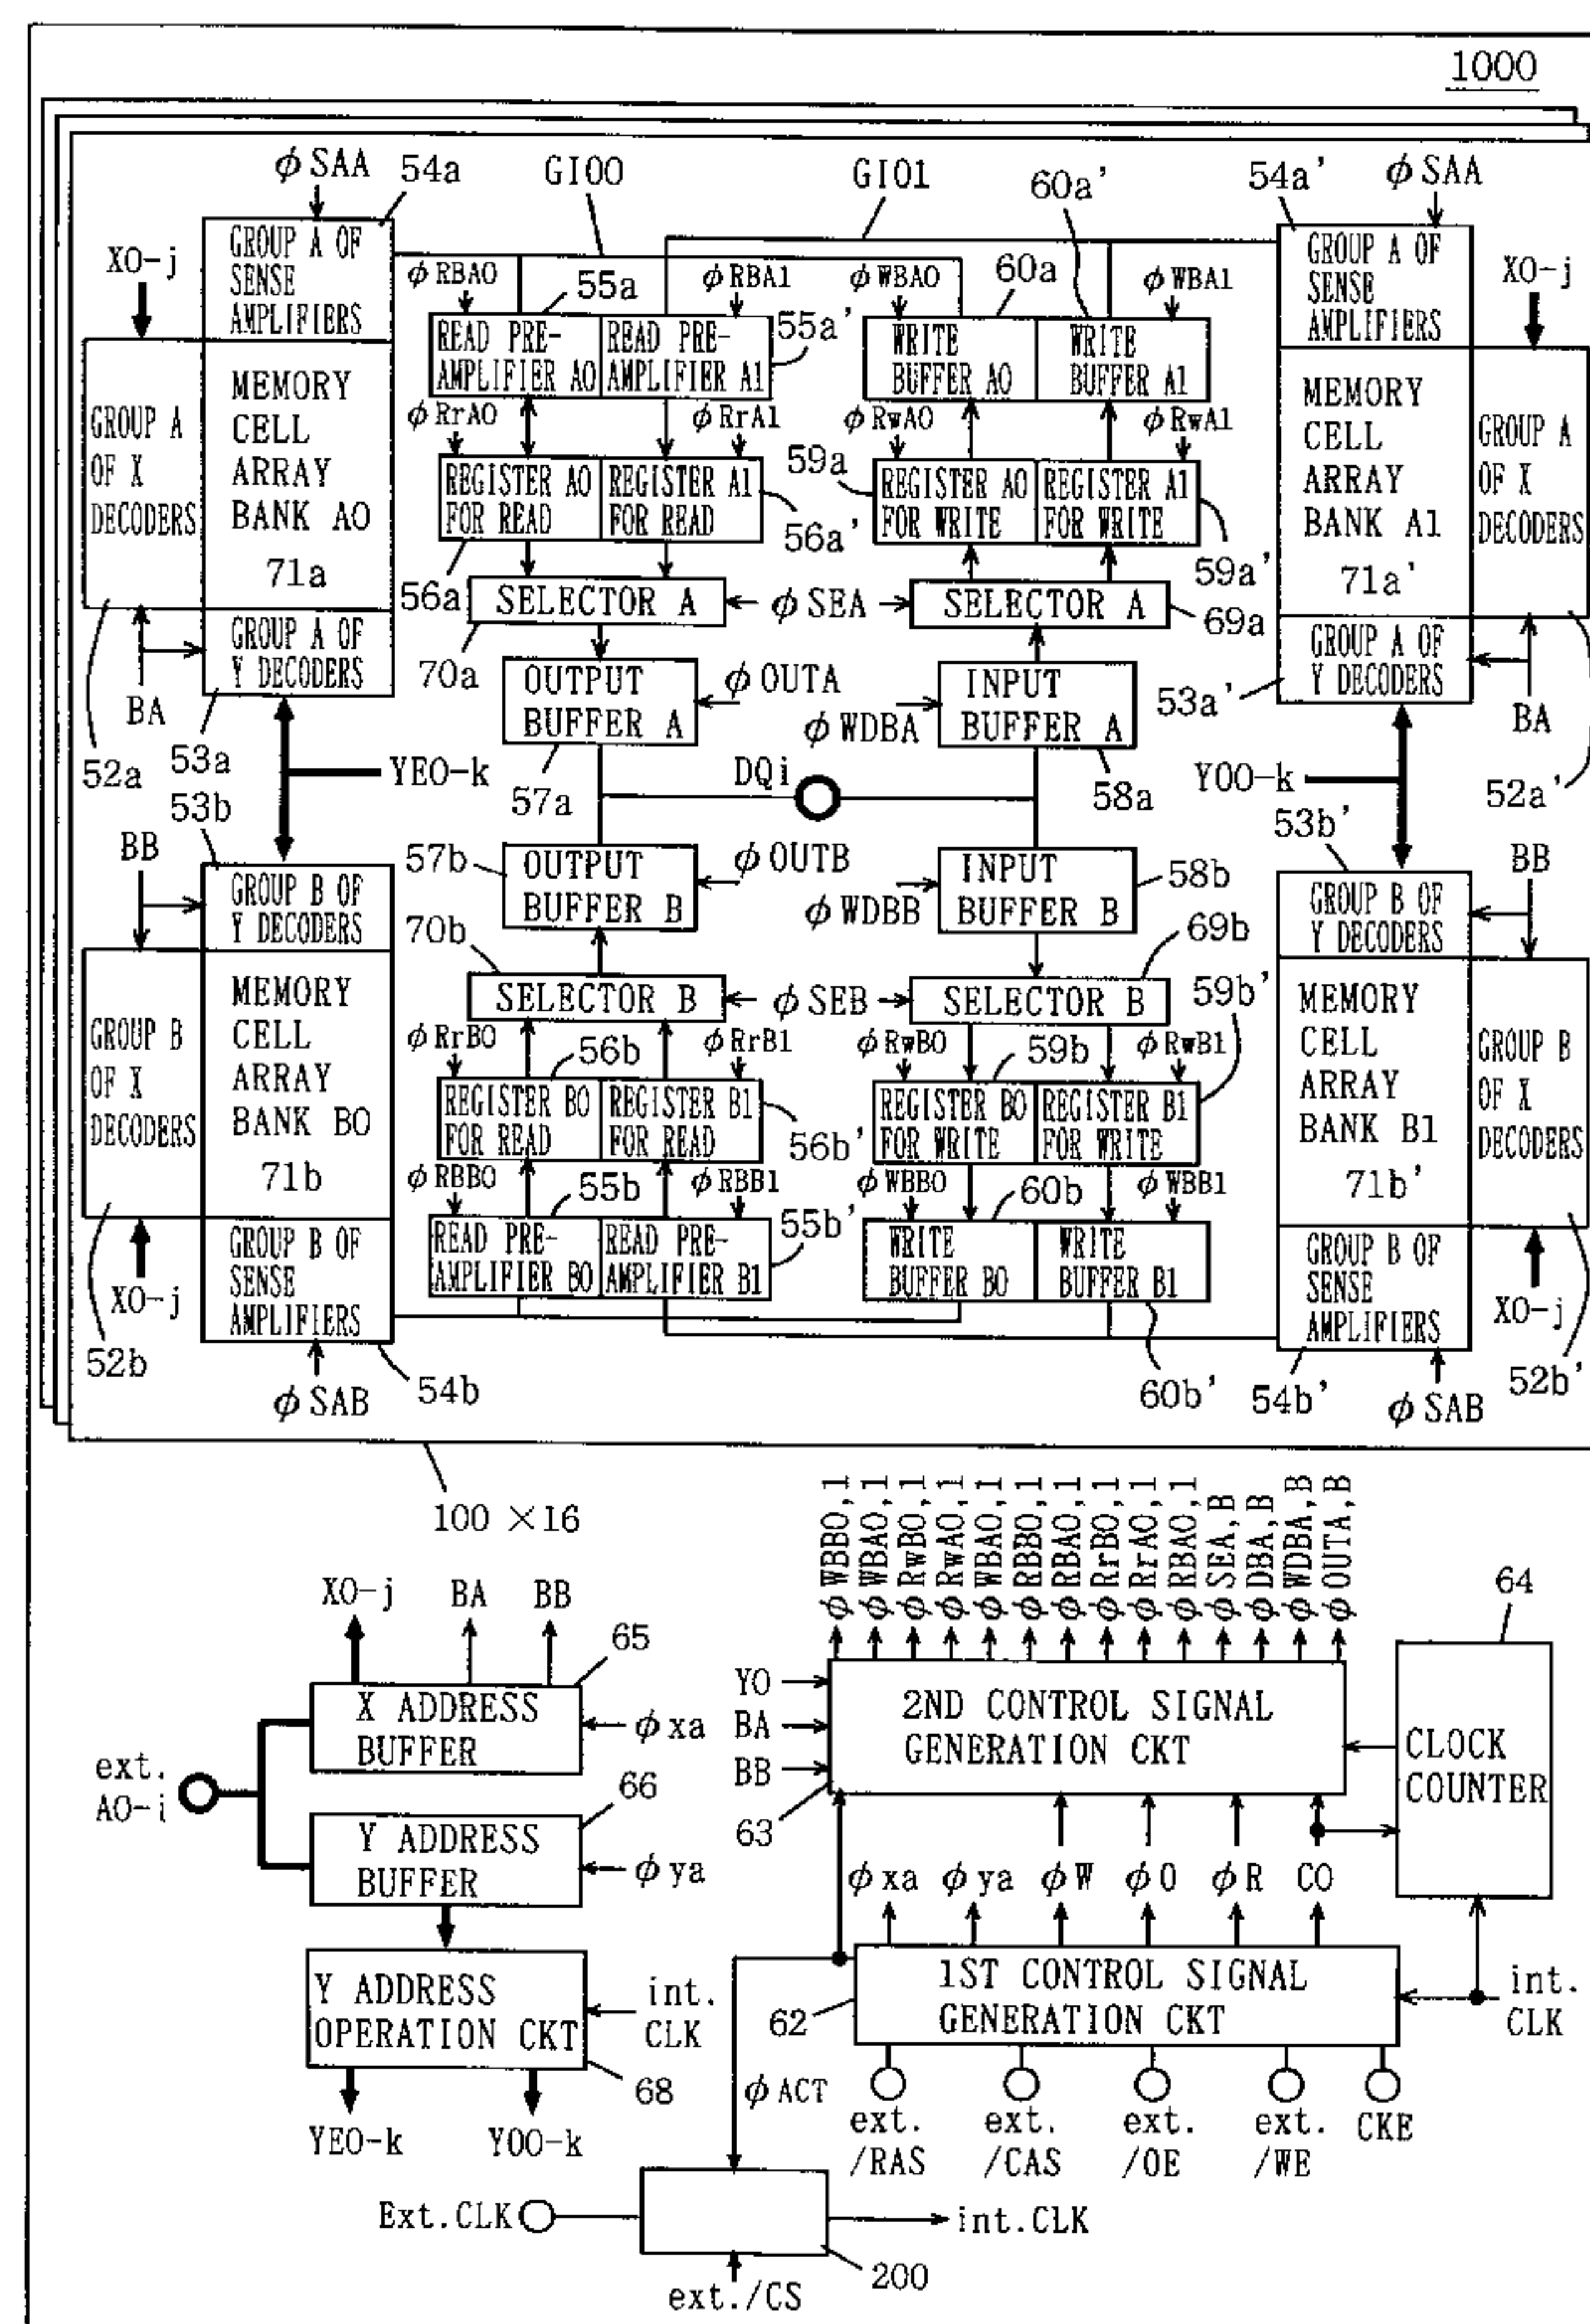 1000
φSAA
54a
GIO0
GIO1
60a'
54a'
φSAA
GROUP A OF
SENSE
AMPLIFIERS
X0-j
φRBA0
55a
φRBA1
φWBA0
60a
φWBA1
GROUP A OF
SENSE
AMPLIFIERS
X0-j
READ PRE-
AMPLIFIER A0
READ PRE-
AMPLIFIER A1
55a'
WRITE
BUFFER A0
WRITE
BUFFER A1
GROUP A
OF X
DECODERS
MEMORY
CELL
ARRAY
BANK A0
71a
φRrA0
φRrA1
φRwA0
φRwA1
59a
REGISTER A0
FOR READ
REGISTER A1
FOR READ
56a'
REGISTER A0
FOR WRITE
REGISTER A1
FOR WRITE
59a'
MEMORY
CELL
ARRAY
BANK A1
71a'
GROUP A
OF X
DECODERS
56a
SELECTOR A
φSEA
SELECTOR A
69a
GROUP A OF
Y DECODERS
70a
OUTPUT
BUFFER A
φOUTA
INPUT
BUFFER A
φWDBA
GROUP A OF
Y DECODERS
53a'
BA
BA
52a
53a
YE0-k
57a
DQi
58a
YO0-k
52a'
53b
53b'
BB
57b
OUTPUT
BUFFER B
φOUTB
INPUT
BUFFER B
φWDBB
58b
BB
GROUP B OF
Y DECODERS
GROUP B OF
Y DECODERS
70b
69b
SELECTOR B
φSEB
SELECTOR B
59b'
GROUP B
OF X
DECODERS
MEMORY
CELL
ARRAY
BANK B0
71b
φRrB0
56b
φRrB1
φRwB0
59b
φRwB1
REGISTER B0
FOR READ
REGISTER B1
FOR READ
56b'
REGISTER B0
FOR WRITE
REGISTER B1
FOR WRITE
MEMORY
CELL
ARRAY
BANK B1
71b'
GROUP B
OF X
DECODERS
φRBB0
55b
φRBB1
55b'
φWBB0
60b
φWBB1
READ PRE-
AMPLIFIER B0
READ PRE-
AMPLIFIER B1
WRITE
BUFFER B0
WRITE
BUFFER B1
GROUP B OF
SENSE
AMPLIFIERS
X0-j
GROUP B OF
SENSE
AMPLIFIERS
X0-j
52b
54b
φSAB
60b'
54b'
φSAB
52b'
100 ×16
φWBB0,1
φWBA0,1
φRwB0,1
φRwA0,1
φWBA0,1
φRBB0,1
φRBA0,1
φRrB0,1
φRrA0,1
φRBA0,1
φSEA,B
φDBA,B
φWDBA,B
φOUTA,B
X0-j
BA
BB
65
X ADDRESS
BUFFER
φxa
ext.
A0-i
66
Y ADDRESS
BUFFER
φya
Y0
BA
BB
63
2ND CONTROL SIGNAL
GENERATION CKT
64
CLOCK
COUNTER
φxa
φya
φW
φO
φR
CO
Y ADDRESS
OPERATION CKT
int.
CLK
68
YE0-k
YO0-k
62
1ST CONTROL SIGNAL
GENERATION CKT
int.
CLK
φACT
ext.
/RAS
ext.
/CAS
ext.
/OE
ext.
/WE
CKE
Ext.CLK
int.CLK
200
ext./CS